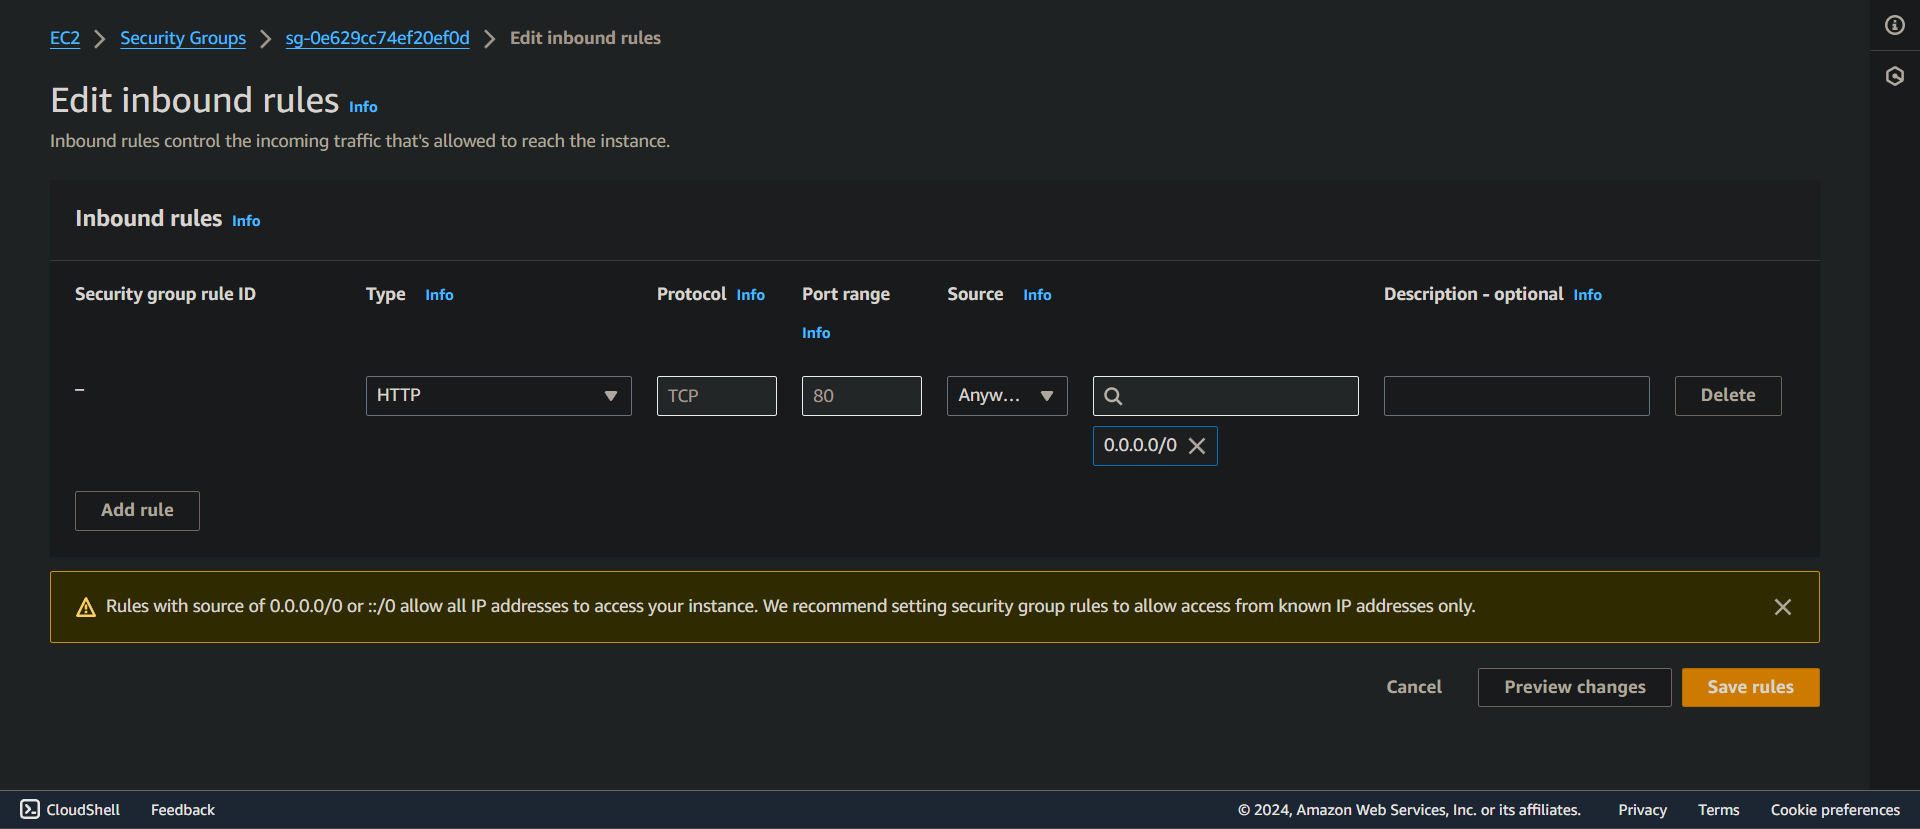 EC2 Security Groups sg-0e629cc74ef20ef0d Edit inbound rules
Edit inbound rules Info
Inbound rules control the incoming traffic that's allowed to reach the instance.
Inbound rules Info
Security group rule ID Type Info Protocol Info Port range Info Source Info Description - optional Info
– HTTP TCP 80 Anyw... Delete
0.0.0.0/0
Add rule
Rules with source of 0.0.0.0/0 or ::/0 allow all IP addresses to access your instance. We recommend setting security group rules to allow access from known IP addresses only.
Cancel Preview changes Save rules
CloudShell Feedback © 2024, Amazon Web Services, Inc. or its affiliates. Privacy Terms Cookie preferences